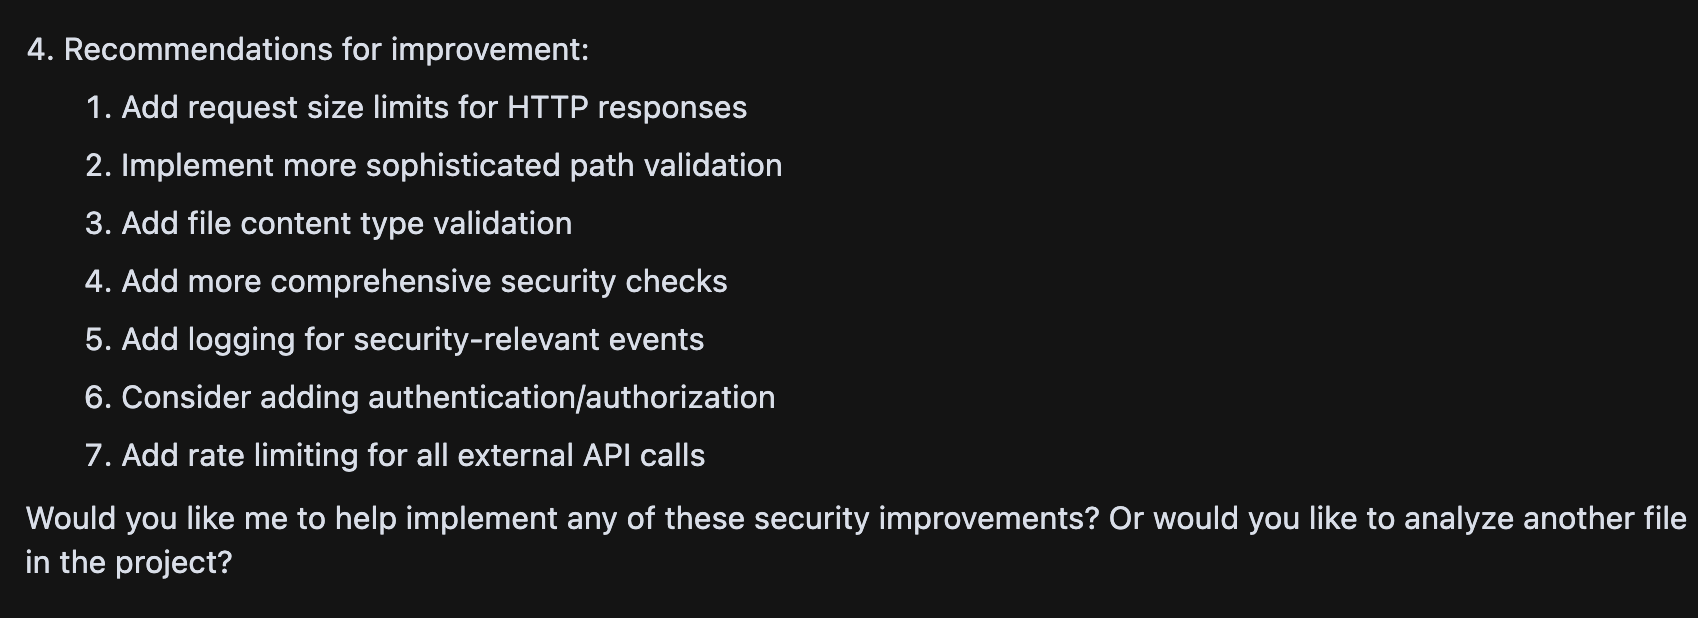 4. Recommendations for improvement:
1. Add request size limits for HTTP responses
2. Implement more sophisticated path validation
3. Add file content type validation
4. Add more comprehensive security checks
5. Add logging for security-relevant events
6. Consider adding authentication/authorization
7. Add rate limiting for all external API calls
Would you like me to help implement any of these security improvements? Or would you like to analyze another file
in the project?